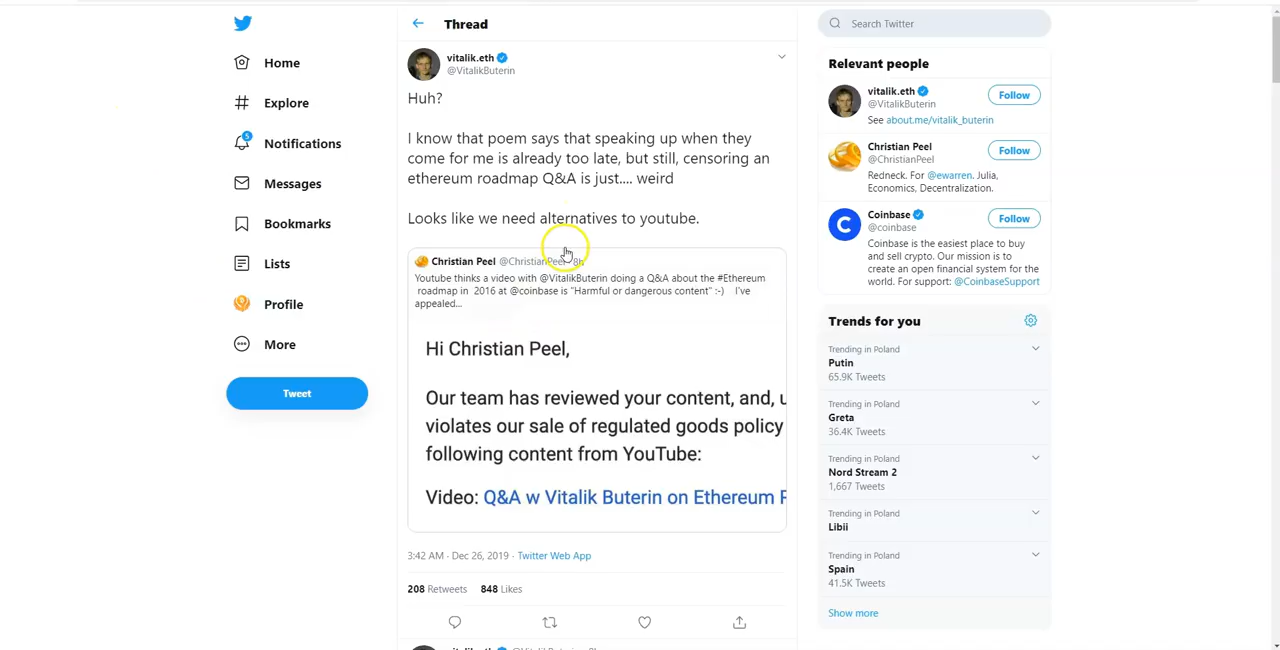 Home
Explore
5
Notifications
Messages
Bookmarks
Lists
Profile
More
Tweet
Thread
vitalik.eth
@VitalikButerin
Huh?
I know that poem says that speaking up when they
come for me is already too late, but still, censoring an
ethereum roadmap Q&A is just.... weird
Looks like we need alternatives to youtube.
Christian Peel @ChristianPeel · 8h
Youtube thinks a video with @VitalikButerin doing a Q&A about the #Ethereum
roadmap in 2016 at @coinbase is "Harmful or dangerous content" :-) I've
appealed...
Hi Christian Peel,
Our team has reviewed your content, and, u
violates our sale of regulated goods policy
following content from YouTube:
Video: Q&A w Vitalik Buterin on Ethereum
3:42 AM · Dec 26, 2019 · Twitter Web App
208 Retweets 848 Likes
Search Twitter
Relevant people
vitalik.eth
@VitalikButerin
Follow
See about.me/vitalik_buterin
Christian Peel
@ChristianPeel
Follow
Redneck. For @ewarren. Julia,
Economics, Decentralization.
Coinbase
@coinbase
Follow
Coinbase is the easiest place to buy
and sell crypto. Our mission is to
create an open financial system for the
world. For support: @CoinbaseSupport
Trends for you
Trending in Poland
Putin
65.9K Tweets
Trending in Poland
Greta
36.4K Tweets
Trending in Poland
Nord Stream 2
1,667 Tweets
Trending in Poland
Libii
Trending in Poland
Spain
41.5K Tweets
Show more